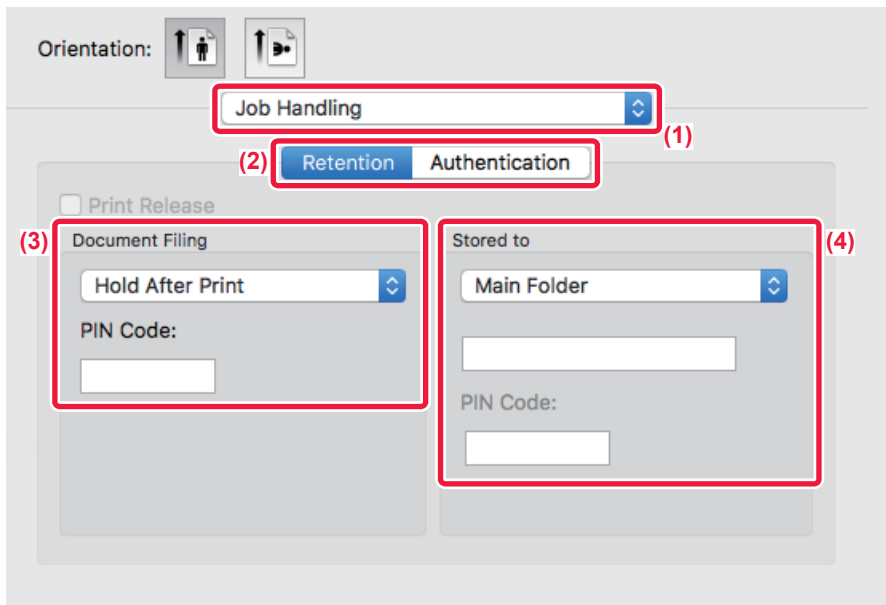 Orientation:
Job Handling
(1)
(2) Retention Authentication
Print Release
(3) Document Filing
Hold After Print
PIN Code:
Stored to (4)
Main Folder
PIN Code: